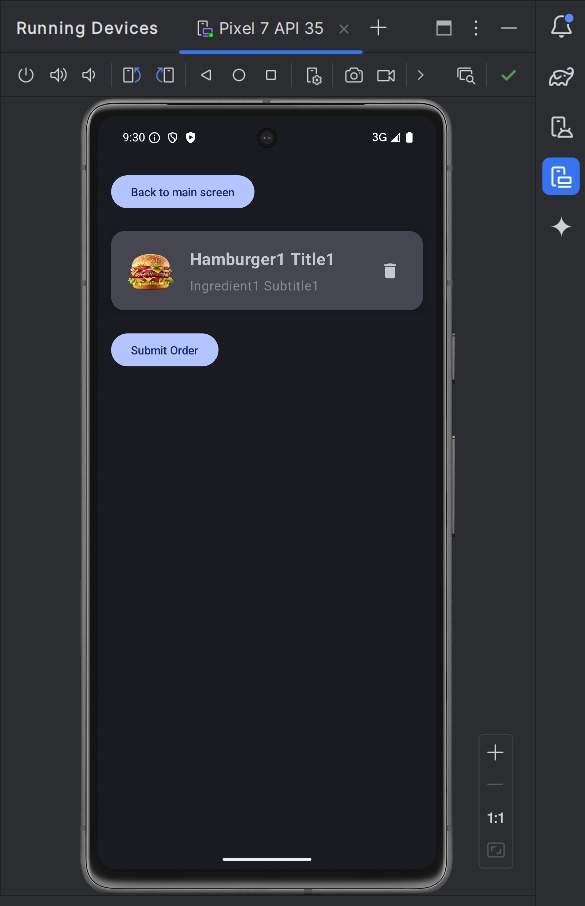 Running Devices
Pixel 7 API 35
9:30
3G
Back to main screen
Hamburger1 Title1
Ingredient1 Subtitle1
Submit Order
1:1